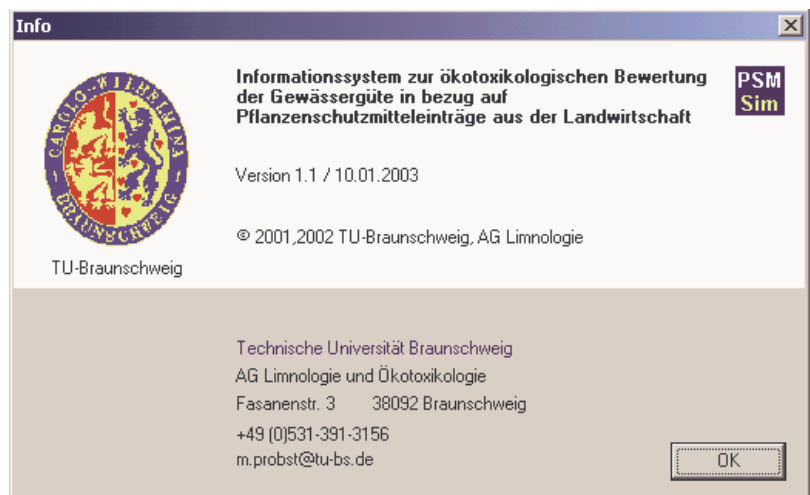 Info
Informationssystem zur ökotoxikologischen Bewertung
der Gewässergüte in bezug auf
Pflanzenschutzmitteleinträge aus der Landwirtschaft
PSM
Sim
Version 1.1 / 10.01.2003
© 2001,2002 TU-Braunschweig, AG Limnologie
CAROLO-WILHELMINA
BRAUNSCHWEIG
TU-Braunschweig
Technische Universität Braunschweig
AG Limnologie und Ökotoxikologie
Fasanenstr. 3 38092 Braunschweig
+49 (0)531-391-3156
m.probst@tu-bs.de
OK